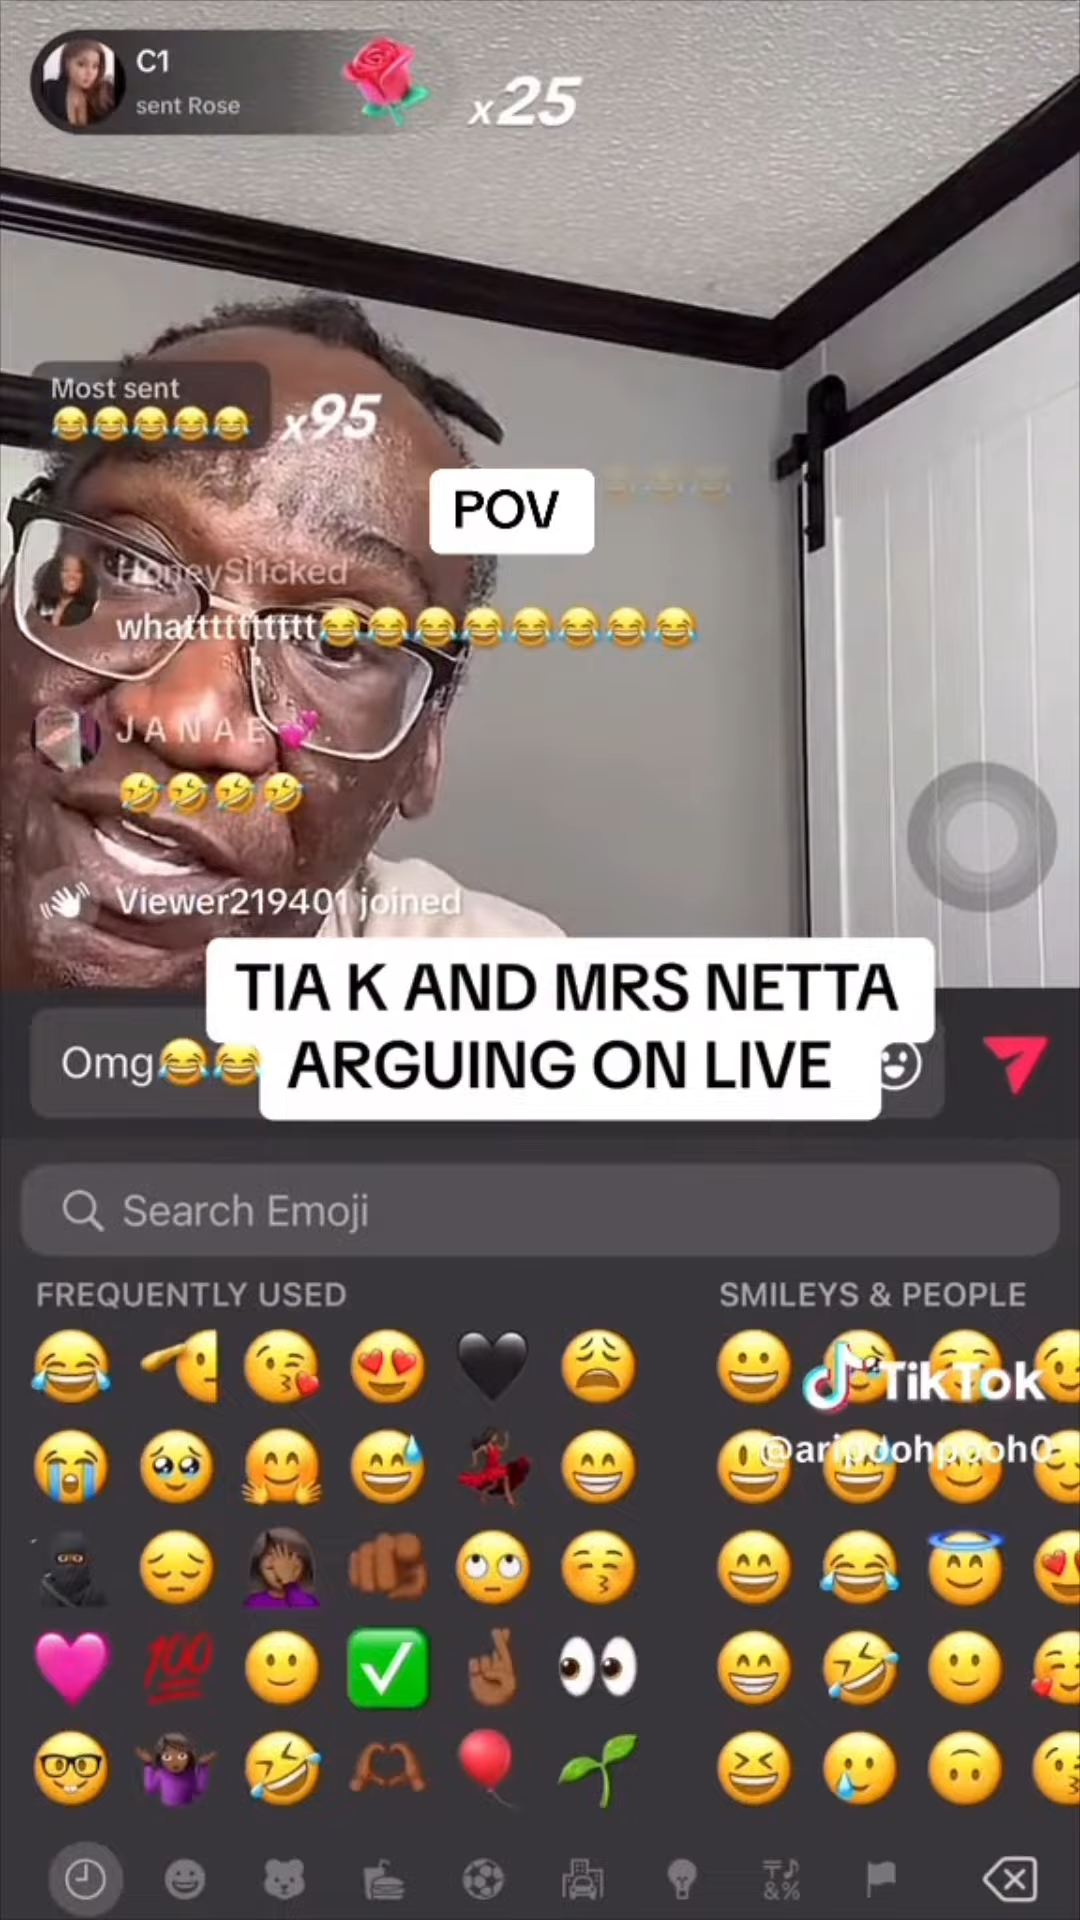 C1
sent Rose
x25
Most sent
😂😂😂😂😂 x95
POV
HoneySl1cked
whatttttttttt😂😂😂😂😂😂😂😂
J A N A E 💕.
🤣🤣🤣🤣
Viewer219401 joined
TIA K AND MRS NETTA
ARGUING ON LIVE
Omg😂😂
Search Emoji
FREQUENTLY USED
SMILEYS & PEOPLE
TikTok
100
&%